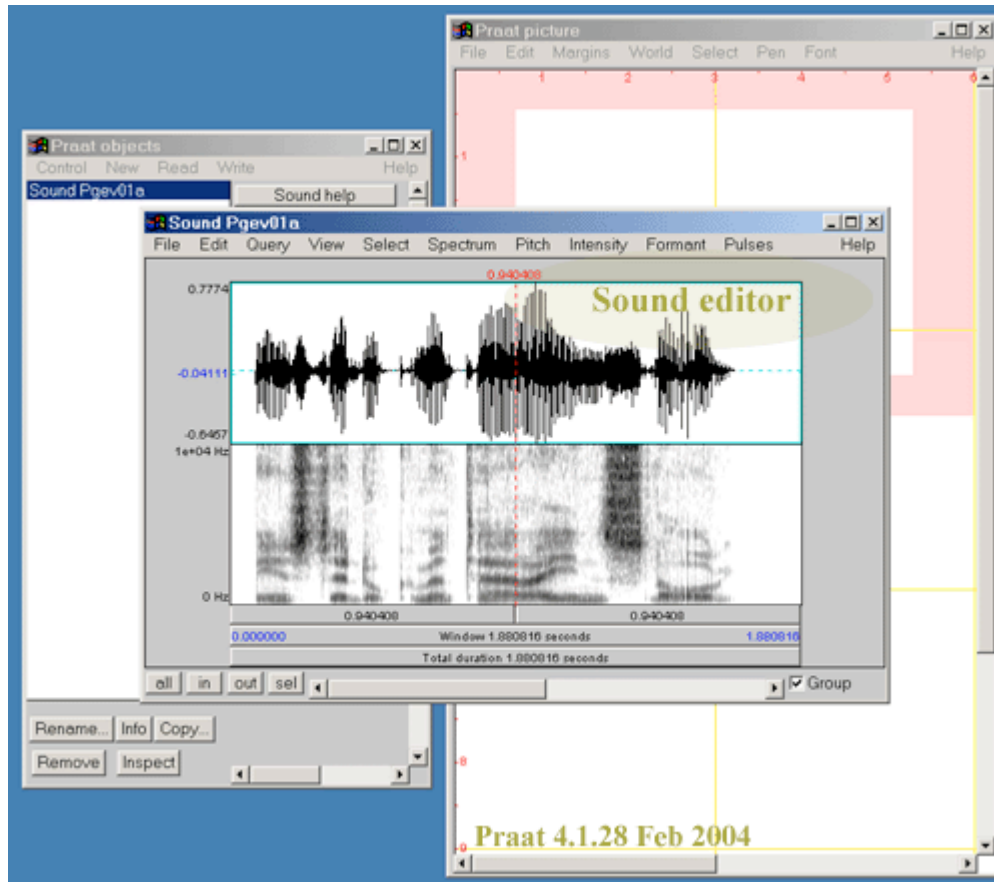 Praat picture
File Edit Margins World Select Pen Font Help
1 2 3 4 5 6
1
Praat objects
Control New Read Write Help
Sound Pgev01a
Sound help
Sound Pgev01a
File Edit Query View Select Spectrum Pitch Intensity Formant Pulses Help
0.940408
0.7774
Sound editor
-0.04111
-0.6467
1e+04 Hz
0 Hz
0.940408 0.940408
0.000000 Window 1.880816 seconds 1.880816
Total duration 1.880816 seconds
all in out sel Group
Rename... Info Copy...
Remove Inspect
8
Praat 4.1.28 Feb 2004
9